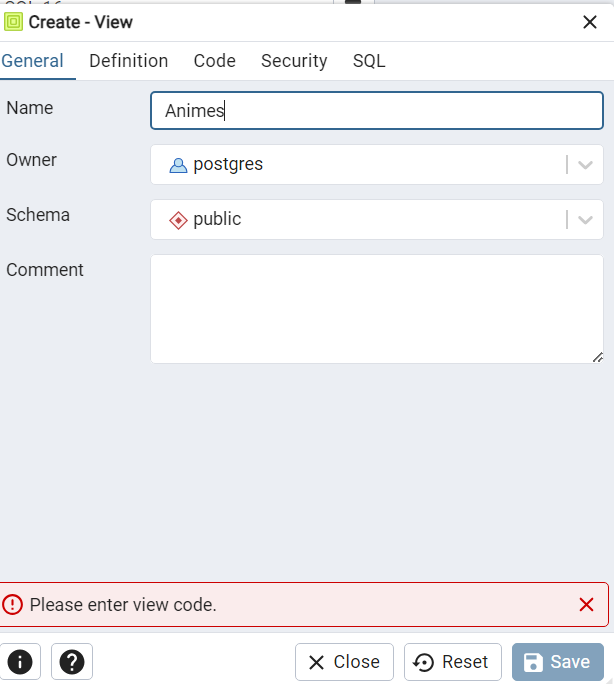 Create - View
General Definition Code Security SQL
Name Animes
Owner postgres
Schema public
Comment
Please enter view code.
Close Reset Save